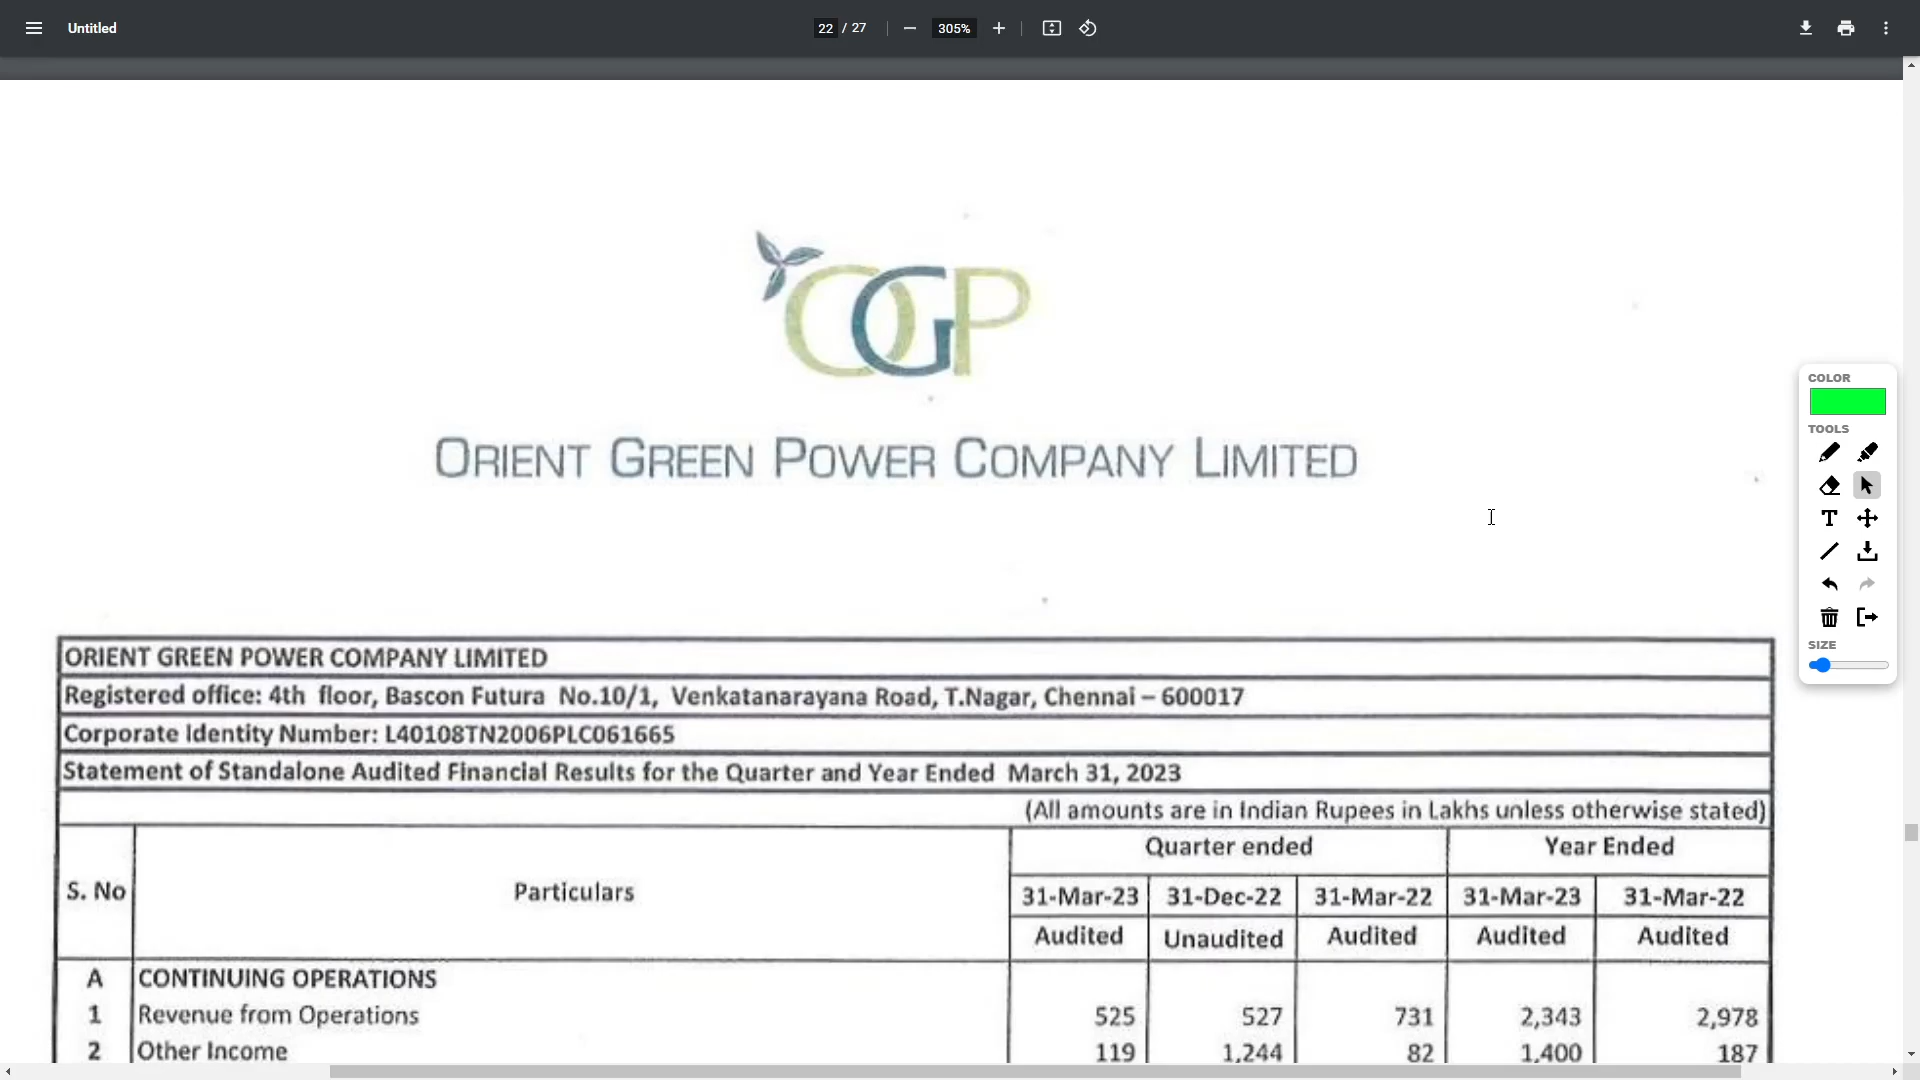 Untitled
22 / 27
305%
OGP
ORIENT GREEN POWER COMPANY LIMITED
COLOR
TOOLS
SIZE
ORIENT GREEN POWER COMPANY LIMITED
Registered office: 4th floor, Bascon Futura No.10/1, Venkatanarayana Road, T.Nagar, Chennai – 600017
Corporate Identity Number: L40108TN2006PLC061665
Statement of Standalone Audited Financial Results for the Quarter and Year Ended March 31, 2023
(All amounts are in Indian Rupees in Lakhs unless otherwise stated)
S. No Particulars Quarter ended Year Ended
31-Mar-23 31-Dec-22 31-Mar-22 31-Mar-23 31-Mar-22
Audited Unaudited Audited Audited Audited
A CONTINUING OPERATIONS
1 Revenue from Operations 525 527 731 2,343 2,978
2 Other Income 119 1,244 82 1,400 187